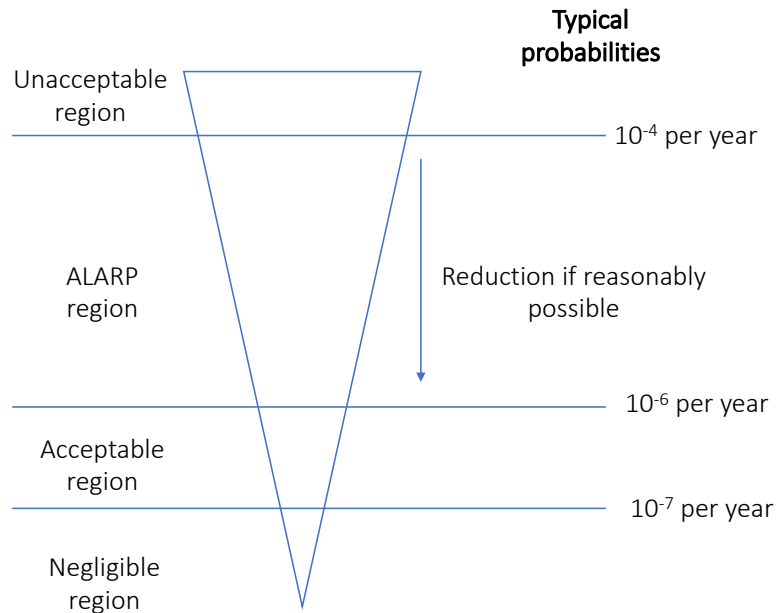 Typical
probabilities
Unacceptable
region
10⁻⁴ per year
ALARP
region
Reduction if reasonably
possible
10⁻⁶ per year
Acceptable
region
10⁻⁷ per year
Negligible
region